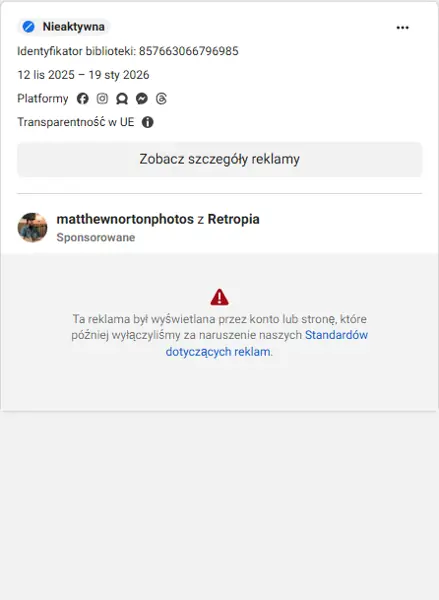 Nieaktywna
Identyfikator biblioteki: 857663066796985
12 lis 2025 – 19 sty 2026
Platformy
Transparentność w UE
Zobacz szczegóły reklamy
matthewnortonphotos z Retropia
Sponsorowane
Ta reklama był wyświetlana przez konto lub stronę, które
później wyłączyliśmy za naruszenie naszych Standardów
dotyczących reklam.